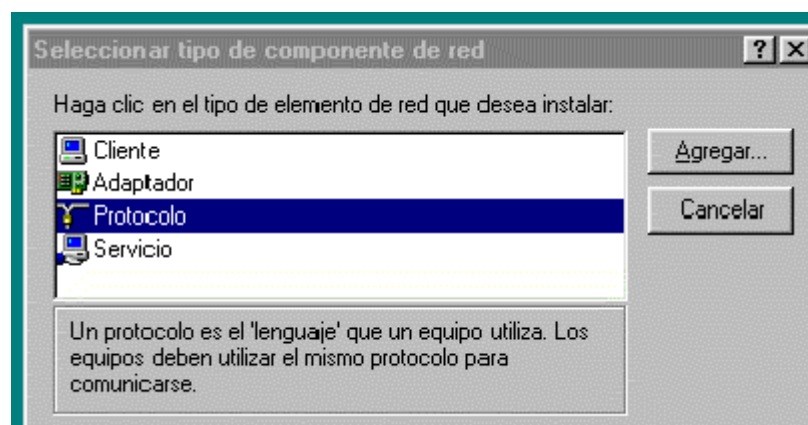 Seleccionar tipo de componente de red
Haga clic en el tipo de elemento de red que desea instalar:
Cliente
Adaptador
Protocolo
Servicio
Agregar...
Cancelar
Un protocolo es el 'lenguaje' que un equipo utiliza. Los
equipos deben utilizar el mismo protocolo para
comunicarse.